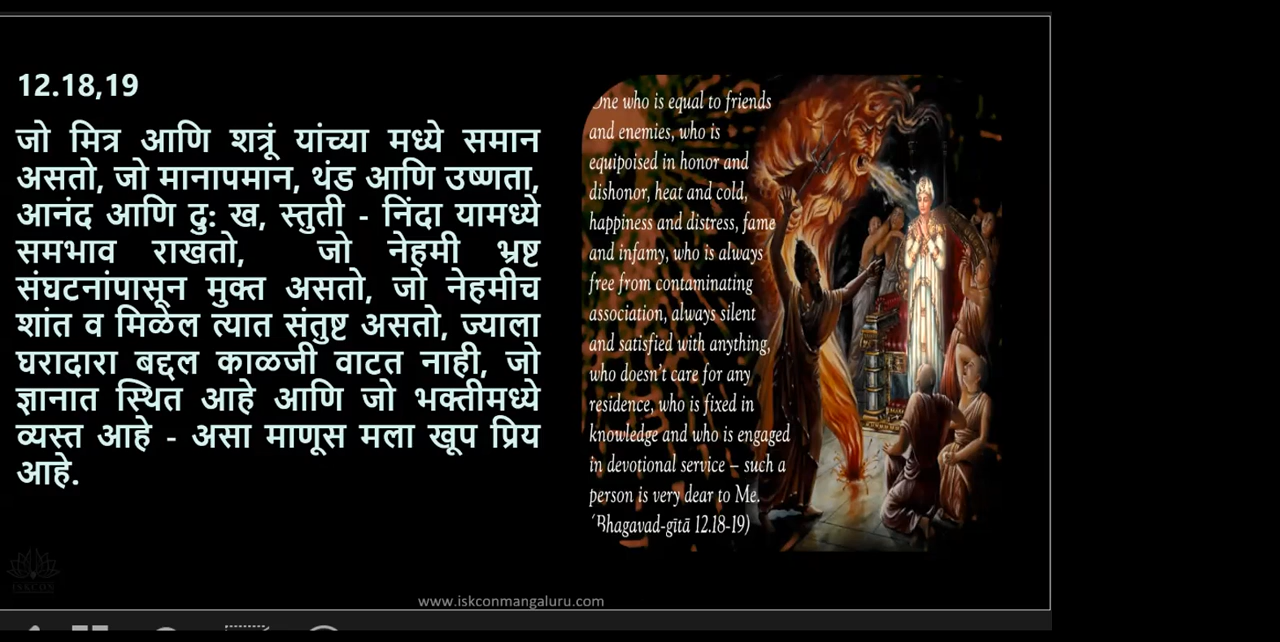 12.18,19
जो मित्र आणि शत्रूं यांच्या मध्ये समान
असतो, जो मानापमान, थंड आणि उष्णता,
आनंद आणि दु: ख, स्तुती - निंदा यामध्ये
समभाव राखतो, जो नेहमी भ्रष्ट
संघटनांपासून मुक्त असतो, जो नेहमीच
शांत व मिळेल त्यात संतुष्ट असतो, ज्याला
घरादारा बद्दल काळजी वाटत नाही, जो
ज्ञानात स्थित आहे आणि जो भक्तीमध्ये
व्यस्त आहे - असा माणूस मला खूप प्रिय
आहे.
One who is equal to friends
and enemies, who is
equipoised in honor and
dishonor, heat and cold,
happiness and distress, fame
and infamy, who is always
free from contaminating
association, always silent
and satisfied with anything,
who doesn't care for any
residence, who is fixed in
knowledge and who is engaged
in devotional service – such a
person is very dear to Me.
(Bhagavad-gītā 12.18-19)
ISKCON
www.iskconmangaluru.com